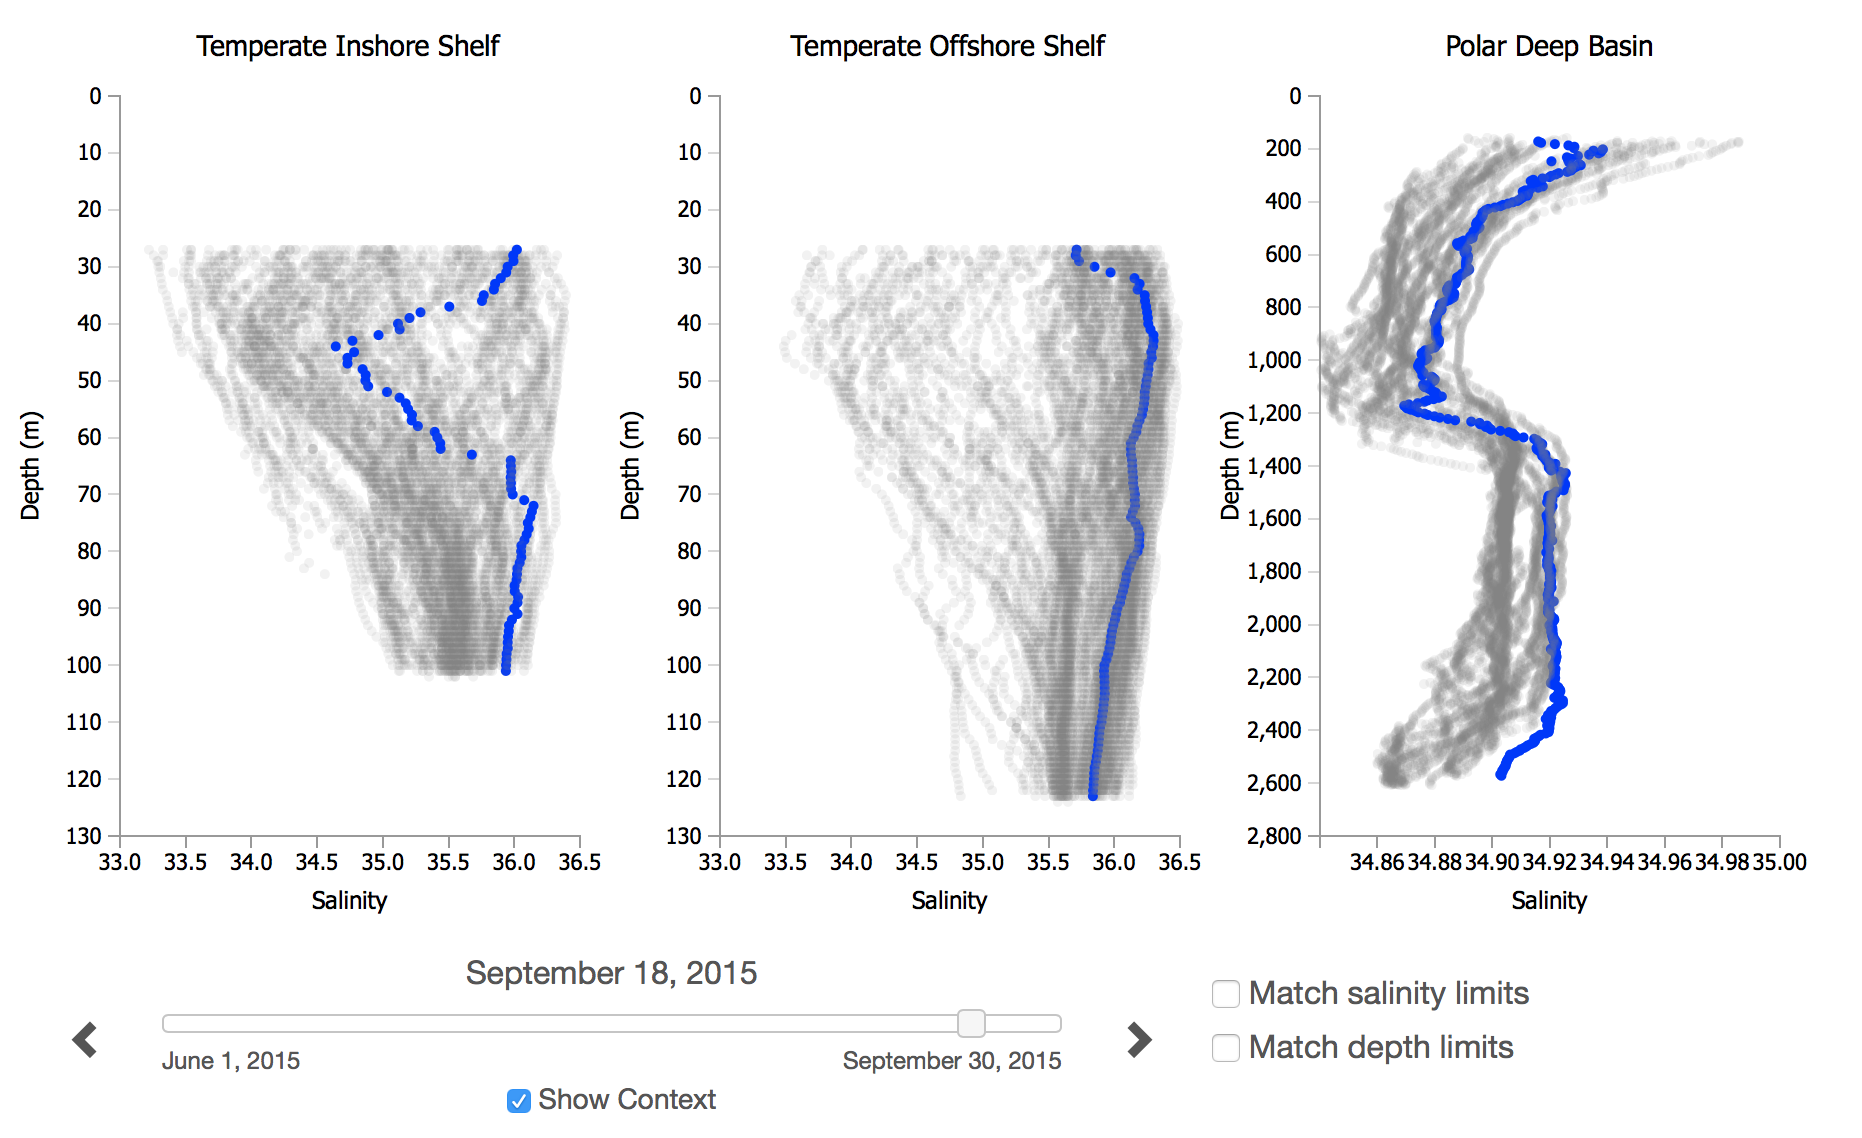 Temperate Inshore Shelf
0
10
20
30
40
50
60
70
80
90
100
110
120
130
Depth (m)
33.0 33.5 34.0 34.5 35.0 35.5 36.0 36.5
Salinity
Temperate Offshore Shelf
0
10
20
30
40
50
60
70
80
90
100
110
120
130
Depth (m)
33.0 33.5 34.0 34.5 35.0 35.5 36.0 36.5
Salinity
Polar Deep Basin
0
200
400
600
800
1,000
1,200
1,400
1,600
1,800
2,000
2,200
2,400
2,600
2,800
Depth (m)
34.86 34.88 34.90 34.92 34.94 34.96 34.98 35.00
Salinity
September 18, 2015
June 1, 2015 September 30, 2015
Show Context
Match salinity limits
Match depth limits